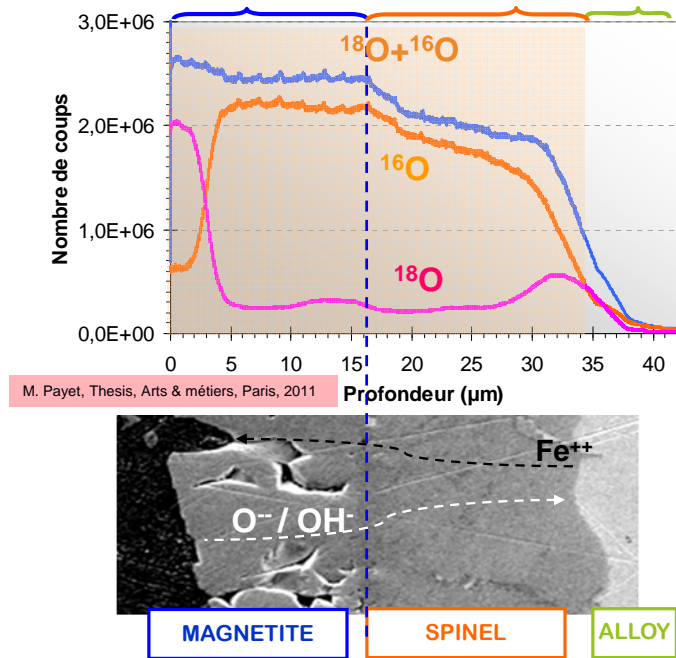 3,0E+06
2,0E+06
1,0E+06
0,0E+00
Nombre de coups
¹⁸O+¹⁶O
¹⁶O
¹⁸O
0 5 10 15 20 25 30 35 40
Profondeur (µm)
M. Payet, Thesis, Arts & métiers, Paris, 2011
Fe⁺⁺
O⁻⁻ / OH⁻
MAGNETITE SPINEL ALLOY